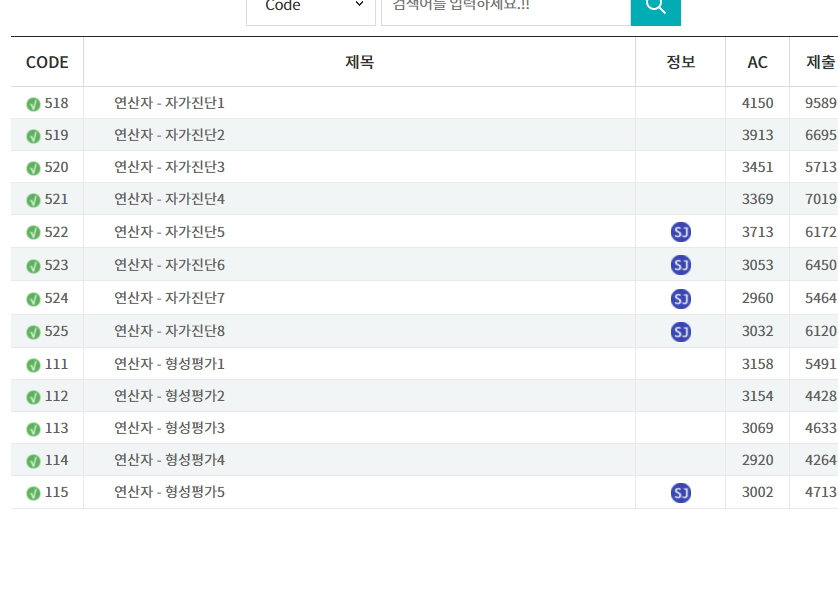 Code 검색어를 입력하세요.!!
CODE 제목 정보 AC 제출
518 연산자 - 자가진단1 4150 9589
519 연산자 - 자가진단2 3913 6695
520 연산자 - 자가진단3 3451 5713
521 연산자 - 자가진단4 3369 7019
522 연산자 - 자가진단5 SJ 3713 6172
523 연산자 - 자가진단6 SJ 3053 6450
524 연산자 - 자가진단7 SJ 2960 5464
525 연산자 - 자가진단8 SJ 3032 6120
111 연산자 - 형성평가1 3158 5491
112 연산자 - 형성평가2 3154 4428
113 연산자 - 형성평가3 3069 4633
114 연산자 - 형성평가4 2920 4264
115 연산자 - 형성평가5 SJ 3002 4713